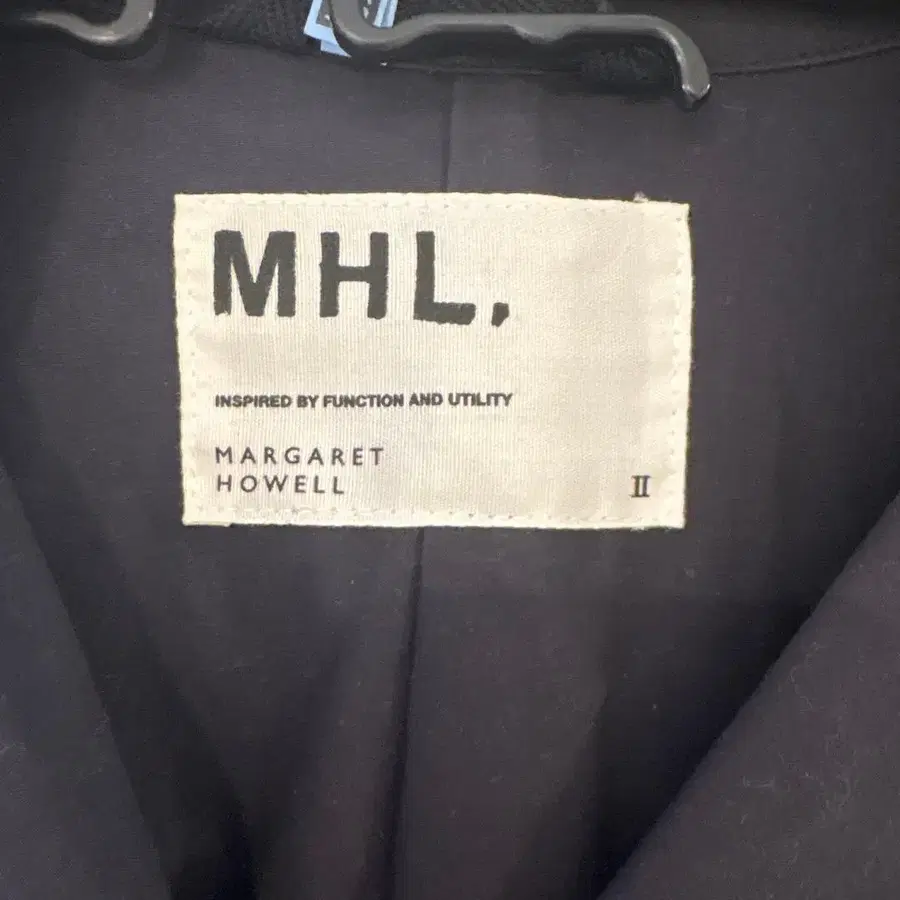 MHL.
INSPIRED BY FUNCTION AND UTILITY
MARGARET
HOWELL
II